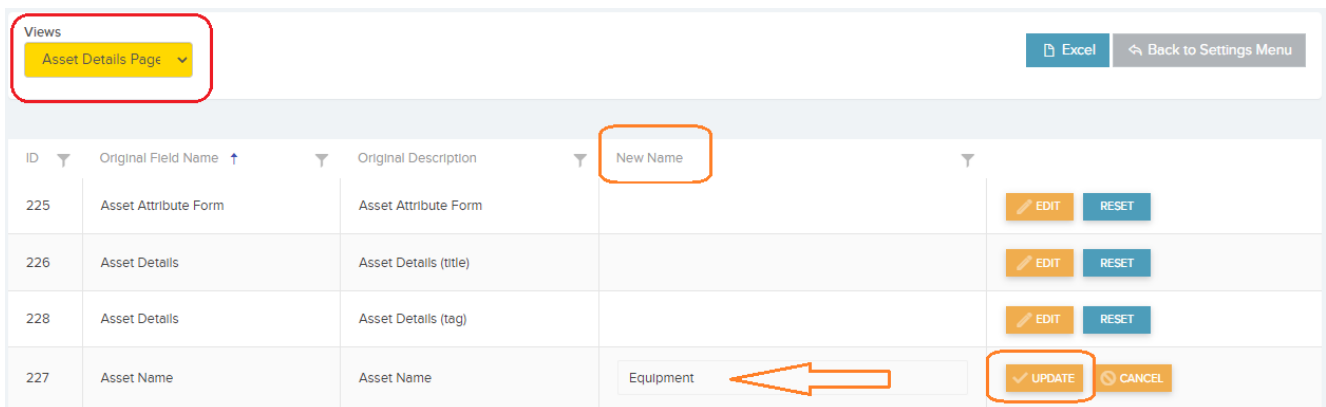 Views
Asset Details Page
Excel
Back to Settings Menu
ID Original Field Name Original Description New Name
225 Asset Attribute Form Asset Attribute Form EDIT RESET
226 Asset Details Asset Details (title) EDIT RESET
228 Asset Details Asset Details (tag) EDIT RESET
227 Asset Name Asset Name Equipment UPDATE CANCEL